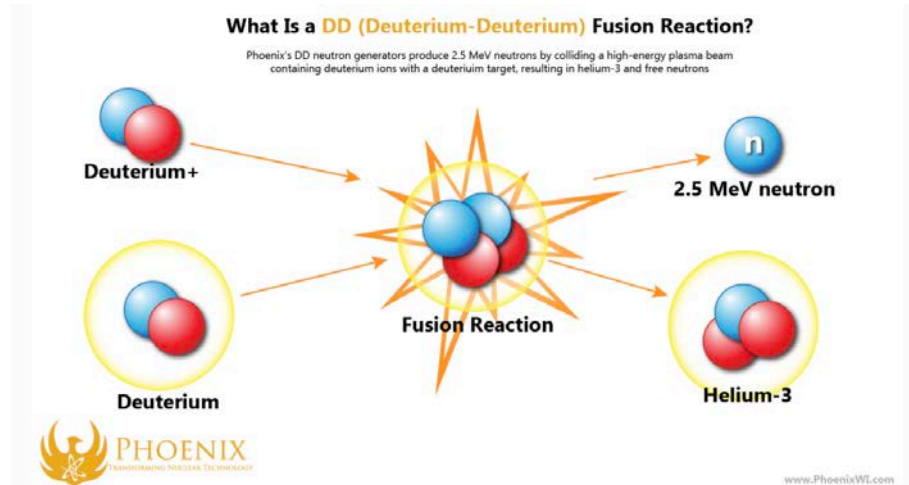 What Is a DD (Deuterium-Deuterium) Fusion Reaction?
Phoenix's DD neutron generators produce 2.5 MeV neutrons by colliding a high-energy plasma beam
containing deuterium ions with a deuteriuim target, resulting in helium-3 and free neutrons
Deuterium+
n
2.5 MeV neutron
Fusion Reaction
Deuterium
Helium-3
PHOENIX
TRANSFORMING NUCLEAR TECHNOLOGY
www.PhoenixWI.com